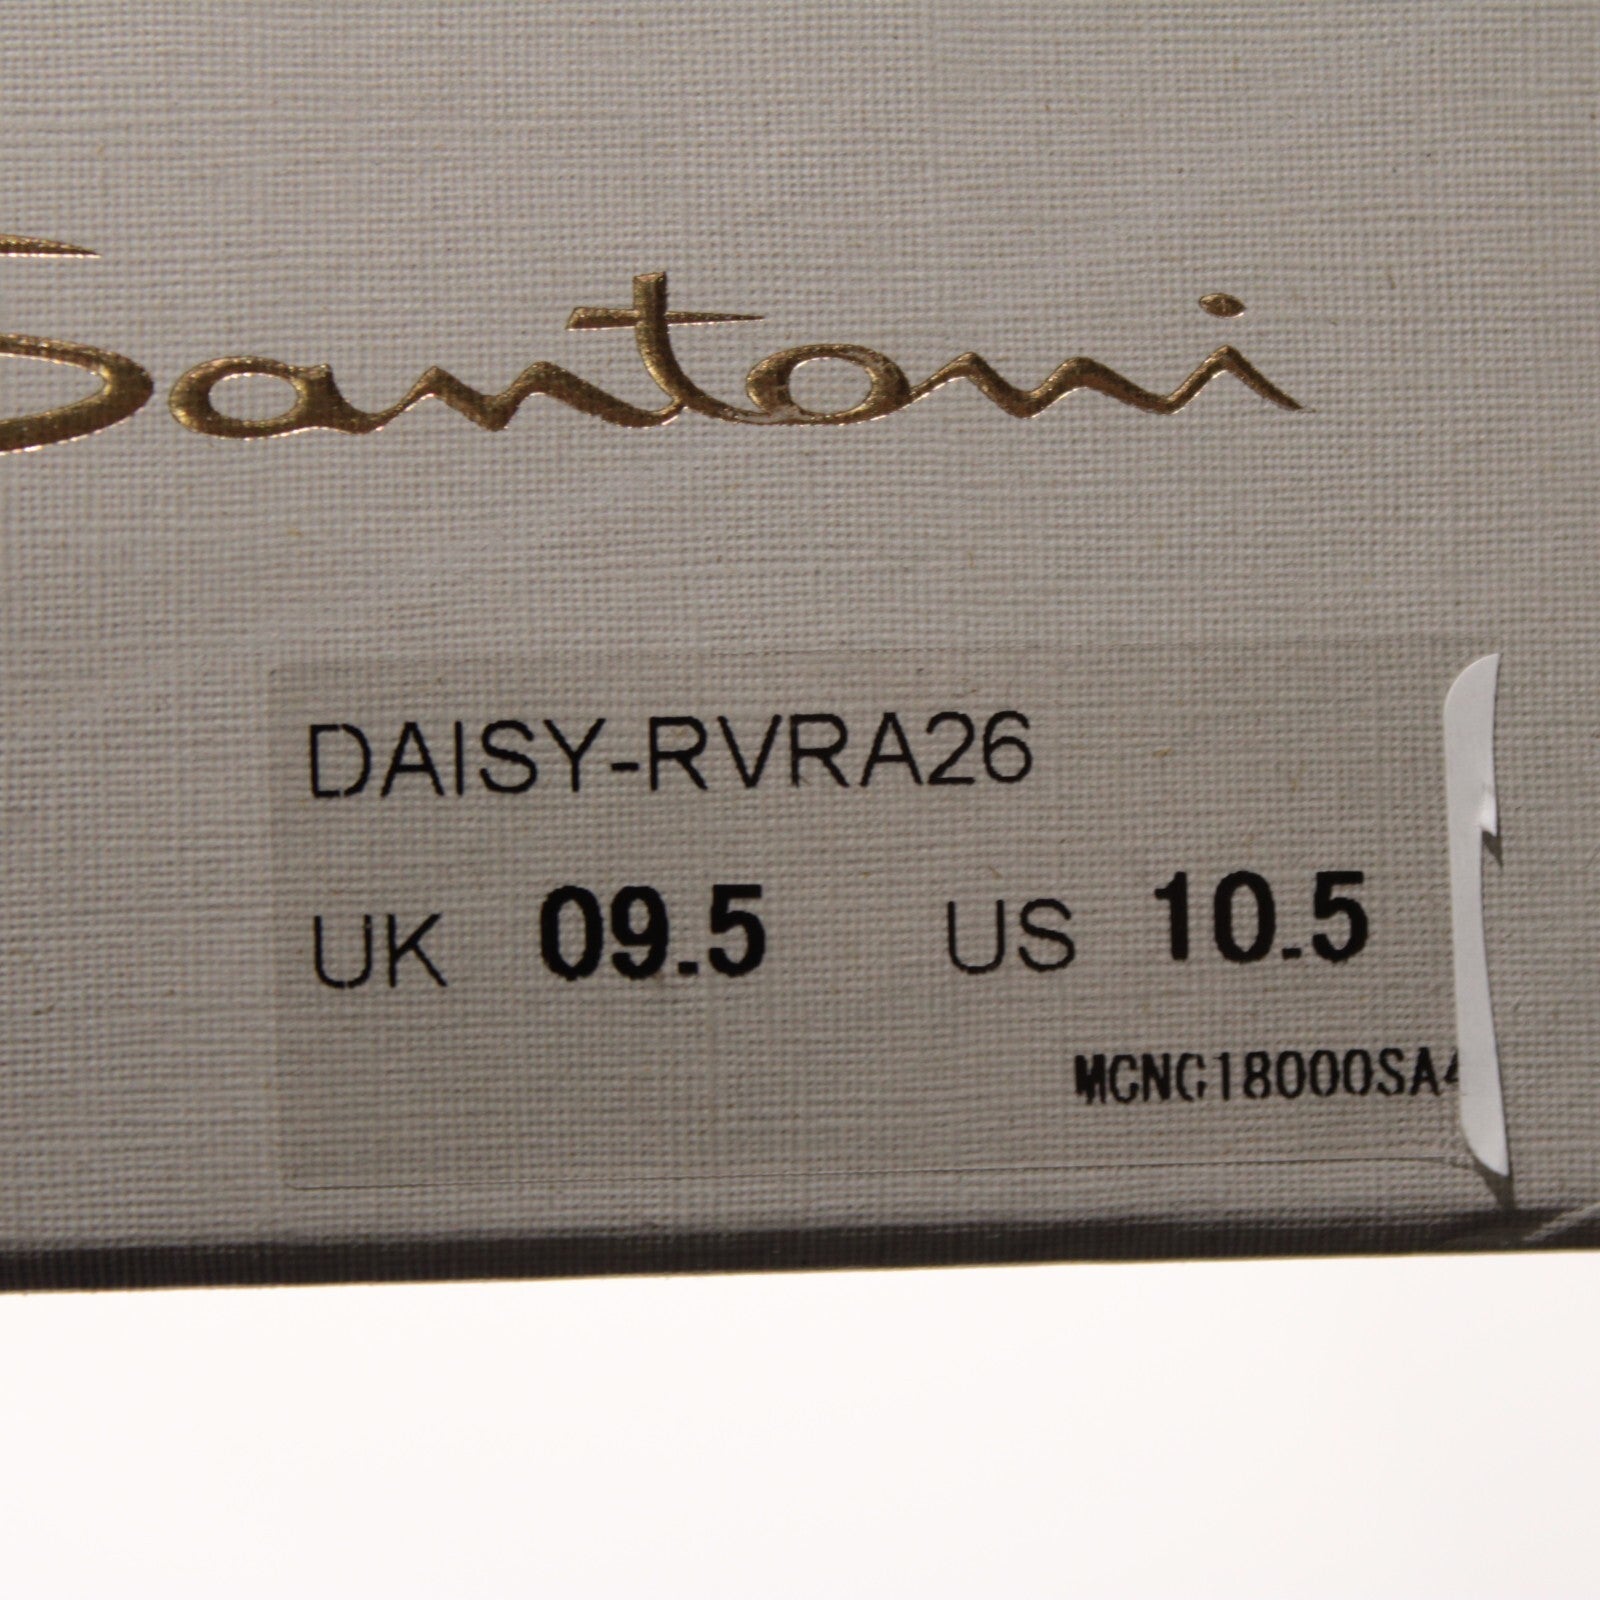 Santoni
DAISY-RVRA26
UK 09.5 US 10.5
MCNC18000SA4